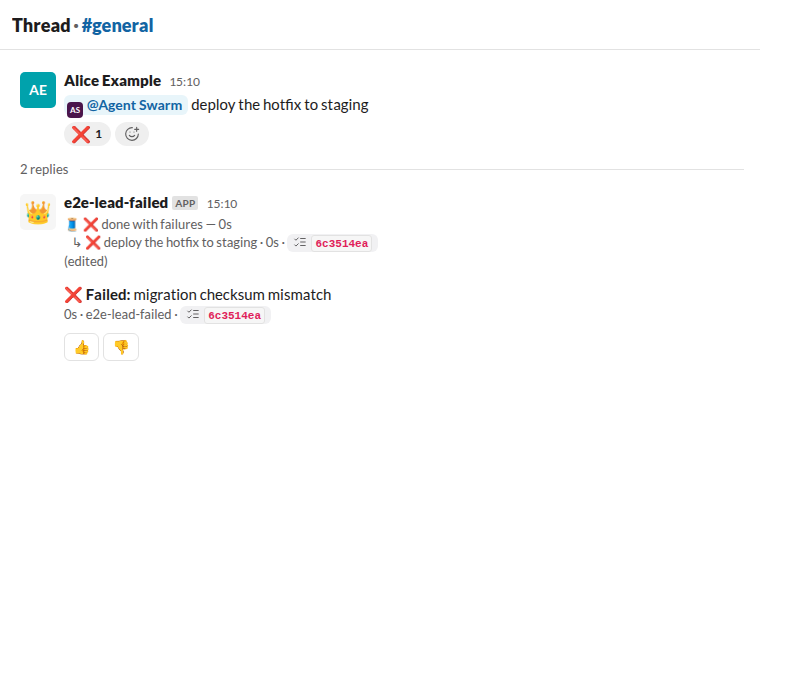 Thread · #general
AE
Alice Example 15:10
AS @Agent Swarm deploy the hotfix to staging
❌ 1
2 replies
e2e-lead-failed APP 15:10
🧵 ❌ done with failures — 0s
↳ ❌ deploy the hotfix to staging · 0s · 6c3514ea
(edited)
❌ Failed: migration checksum mismatch
0s · e2e-lead-failed · 6c3514ea
👍 👎